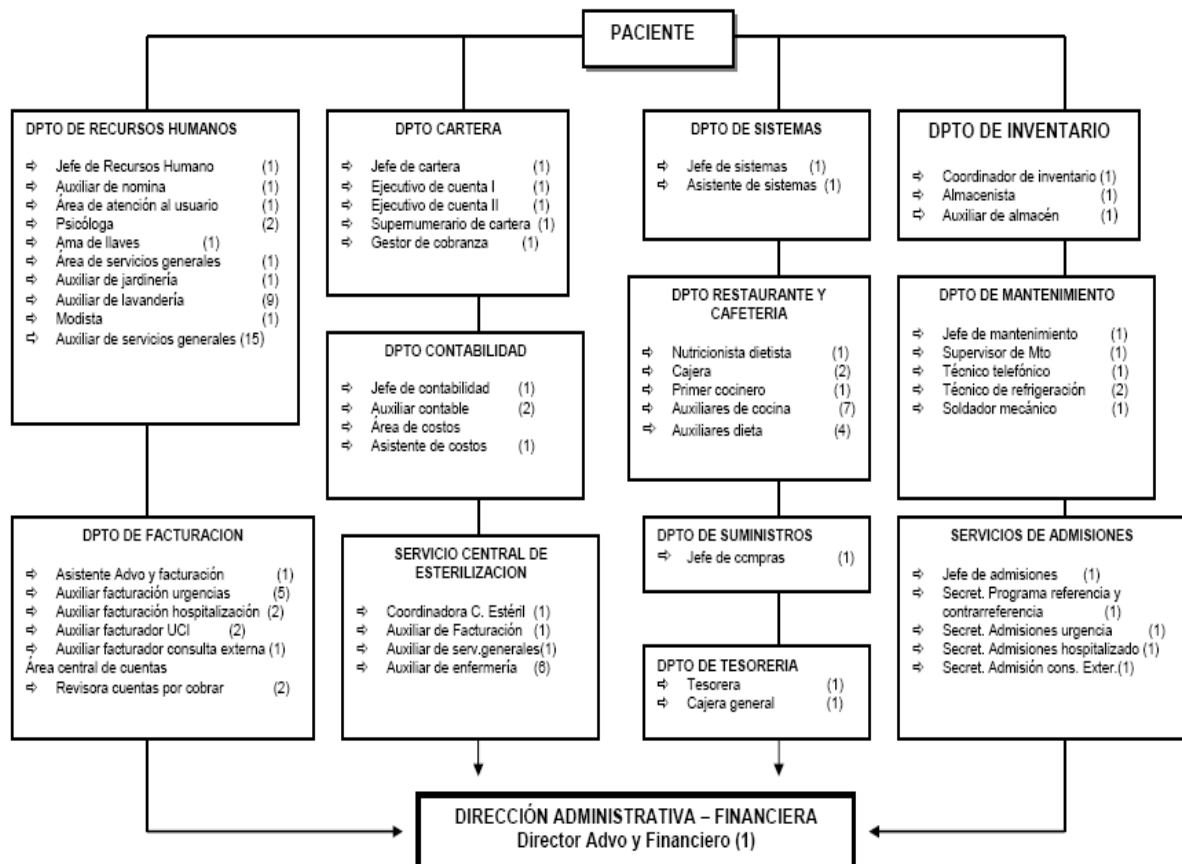 PACIENTE
DPTO DE RECURSOS HUMANOS
⇨ Jefe de Recursos Humano (1)
⇨ Auxiliar de nomina (1)
⇨ Área de atención al usuario (1)
⇨ Psicóloga (2)
⇨ Ama de llaves (1)
⇨ Área de servicios generales (1)
⇨ Auxiliar de jardinería (1)
⇨ Auxiliar de lavandería (9)
⇨ Modista (1)
⇨ Auxiliar de servicios generales (15)
DPTO DE FACTURACION
⇨ Asistente Advo y facturación (1)
⇨ Auxiliar facturación urgencias (5)
⇨ Auxiliar facturación hospitalización (2)
⇨ Auxiliar facturador UCI (2)
⇨ Auxiliar facturador consulta externa (1)
Área central de cuentas
⇨ Revisora cuentas por cobrar (2)
DPTO CARTERA
⇨ Jefe de cartera (1)
⇨ Ejecutivo de cuenta I (1)
⇨ Ejecutivo de cuenta II (1)
⇨ Supernumerario de cartera (1)
⇨ Gestor de cobranza (1)
DPTO CONTABILIDAD
⇨ Jefe de contabilidad (1)
⇨ Auxiliar contable (2)
⇨ Área de costos
⇨ Asistente de costos (1)
SERVICIO CENTRAL DE
ESTERILIZACION
⇨ Coordinadora C. Estéril (1)
⇨ Auxiliar de Facturación (1)
⇨ Auxiliar de serv.generales(1)
⇨ Auxiliar de enfermería (6)
DPTO DE SISTEMAS
⇨ Jefe de sistemas (1)
⇨ Asistente de sistemas (1)
DPTO RESTAURANTE Y
CAFETERIA
⇨ Nutricionista dietista (1)
⇨ Cajera (2)
⇨ Primer cocinero (1)
⇨ Auxiliares de cocina (7)
⇨ Auxiliares dieta (4)
DPTO DE SUMINISTROS
⇨ Jefe de compras (1)
DPTO DE TESORERIA
⇨ Tesorera (1)
⇨ Cajera general (1)
DPTO DE INVENTARIO
⇨ Coordinador de inventario (1)
⇨ Almacenista (1)
⇨ Auxiliar de almacén (1)
DPTO DE MANTENIMIENTO
⇨ Jefe de mantenimiento (1)
⇨ Supervisor de Mto (1)
⇨ Técnico telefónico (1)
⇨ Técnico de refrigeración (2)
⇨ Soldador mecánico (1)
SERVICIOS DE ADMISIONES
⇨ Jefe de admisiones (1)
⇨ Secret. Programa referencia y
contrarreferencia (1)
⇨ Secret. Admisiones urgencia (1)
⇨ Secret. Admisiones hospitalizado (1)
⇨ Secret. Admisión cons. Exter.(1)
DIRECCIÓN ADMINISTRATIVA – FINANCIERA
Director Advo y Financiero (1)